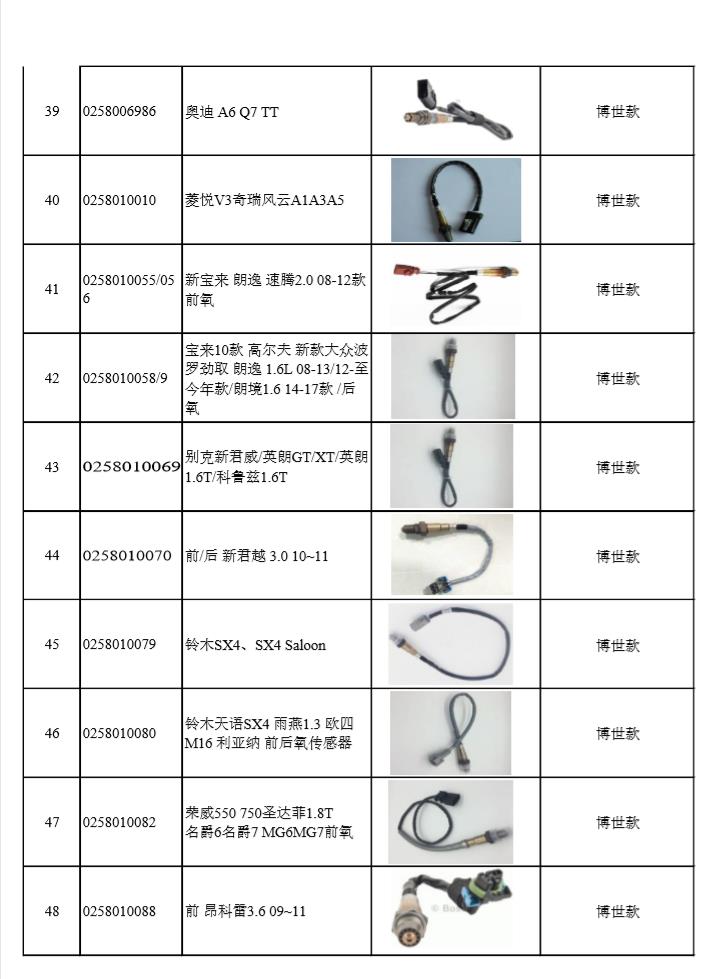 39 0258006986 奥迪 A6 Q7 TT 博世款
40 0258010010 菱悦V3奇瑞风云A1A3A5 博世款
41 0258010055/05
6 新宝来 朗逸 速腾2.0 08-12款
前氧 博世款
42 0258010058/9 宝来10款 高尔夫 新款大众波
罗劲取 朗逸 1.6L 08-13/12-至
今年款/朗境1.6 14-17款 /后
氧 博世款
43 0258010069 别克新君威/英朗GT/XT/英朗
1.6T/科鲁兹1.6T 博世款
44 0258010070 前/后 新君越 3.0 10~11 博世款
45 0258010079 铃木SX4、SX4 Saloon 博世款
46 0258010080 铃木天语SX4 雨燕1.3 欧四
M16 利亚纳 前后氧传感器 博世款
47 0258010082 荣威550 750圣达菲1.8T
名爵6名爵7 MG6MG7前氧 博世款
48 0258010088 前 昂科雷3.6 09~11 博世款